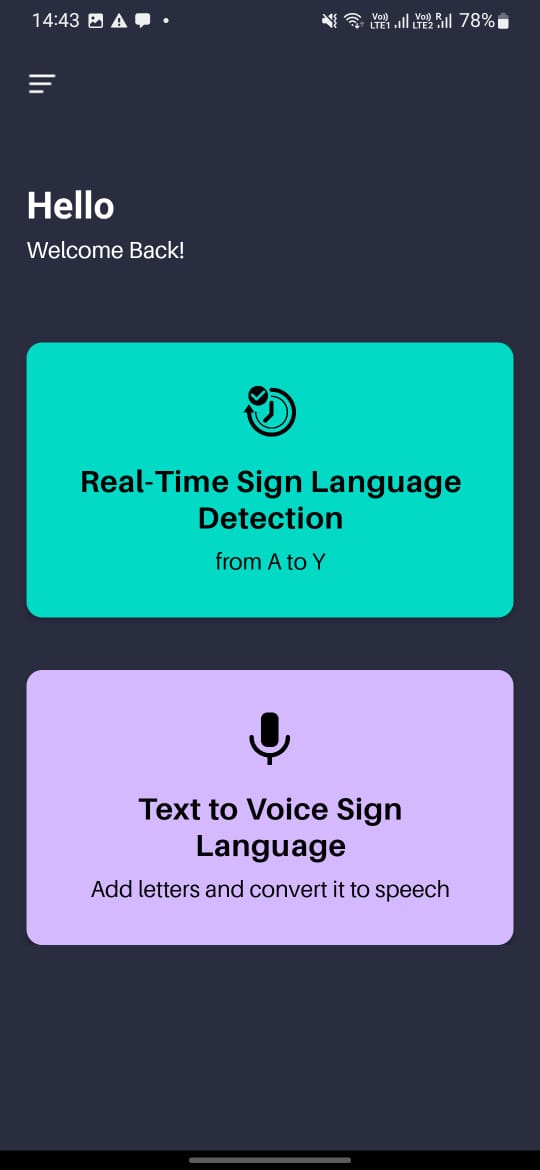 14:43 Vo)) LTE1 Vo)) R LTE2 78%
Hello
Welcome Back!
Real-Time Sign Language
Detection
from A to Y
Text to Voice Sign
Language
Add letters and convert it to speech